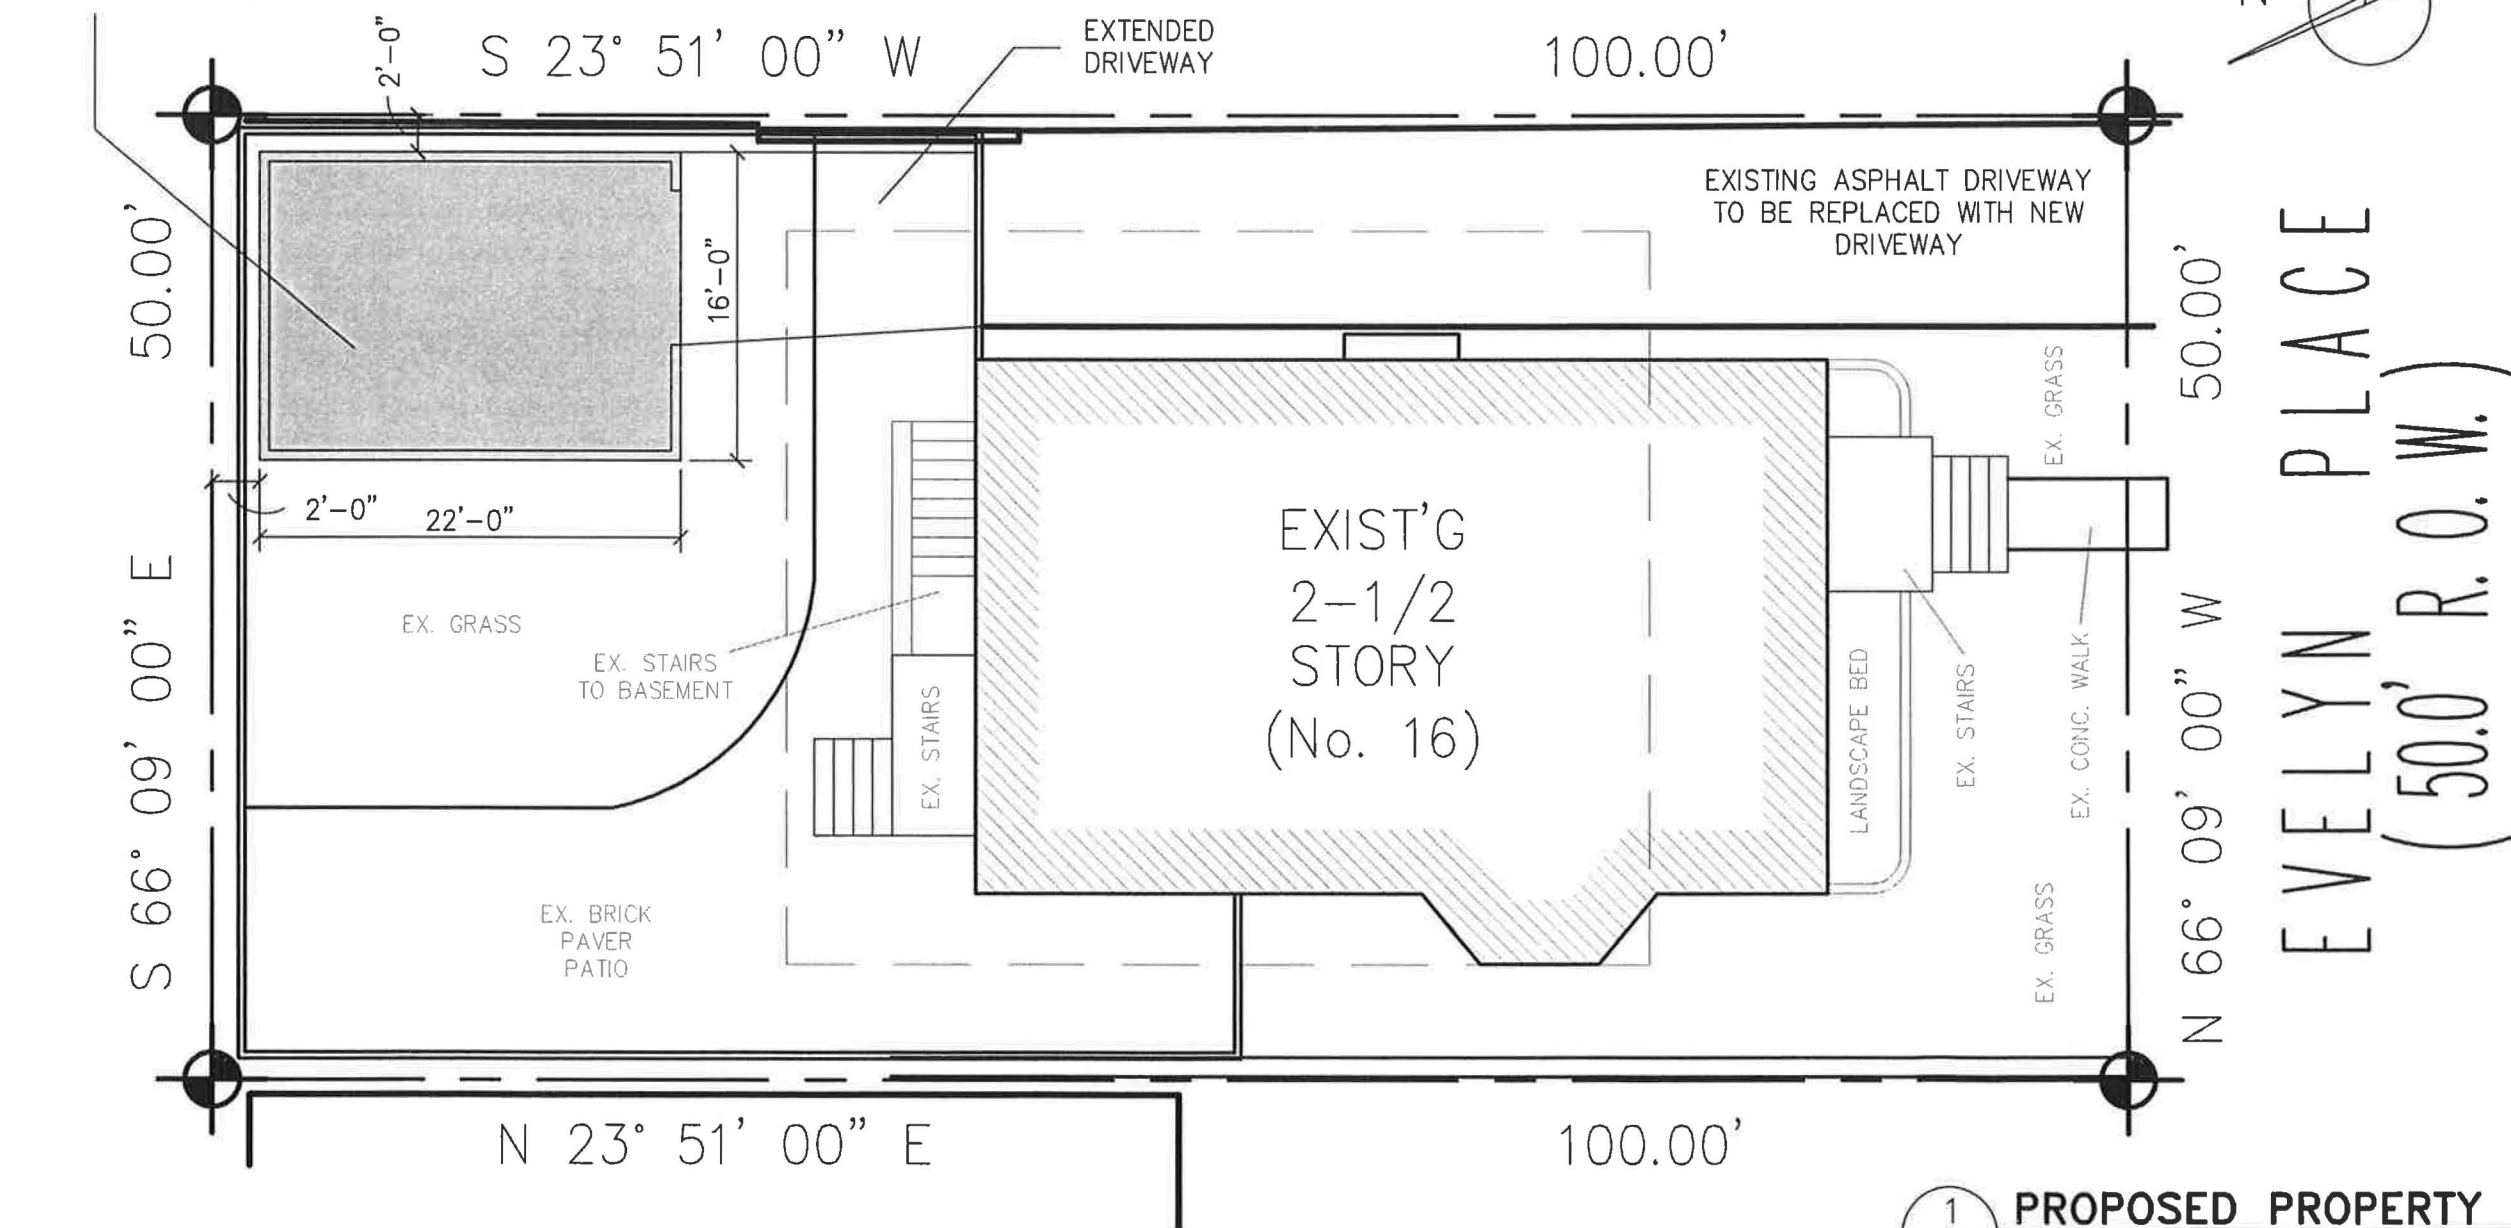 2'-0"
S 23° 51' 00" W
EXTENDED
DRIVEWAY
100.00'
N
EXISTING ASPHALT DRIVEWAY
TO BE REPLACED WITH NEW
DRIVEWAY
50.00'
S 66° 09' 00" E
16'-0"
2'-0"
22'-0"
EX. GRASS
EX. STAIRS
TO BASEMENT
EX. STAIRS
EX. BRICK
PAVER
PATIO
EXIST'G
2-1/2
STORY
(No. 16)
LANDSCAPE BED
EX. STAIRS
EX. CONC. WALK
EX. GRASS
EX. GRASS
50.00'
N 66° 09' 00" W
EVELYN PLACE
(50.0' R.O.W.)
N 23° 51' 00" E
100.00'
1
PROPOSED PROPERTY